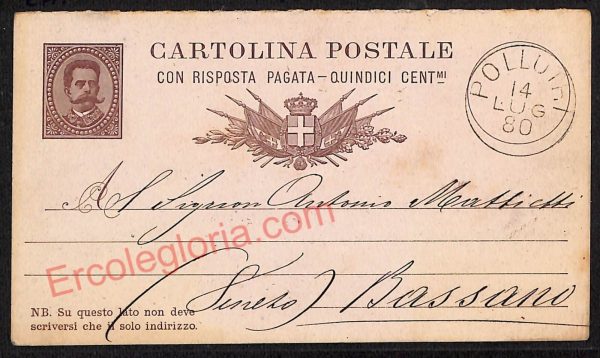 CARTOLINA POSTALE
CON RISPOSTA PAGATA – QUINDICI CENTMI
POLLUTRI
14
LUG
80
Al Signor Antonio Mattietti
(Veneto) Bassano
NB. Su questo lato non deve
scriversi che il solo indirizzo.
Ercolegloria.com